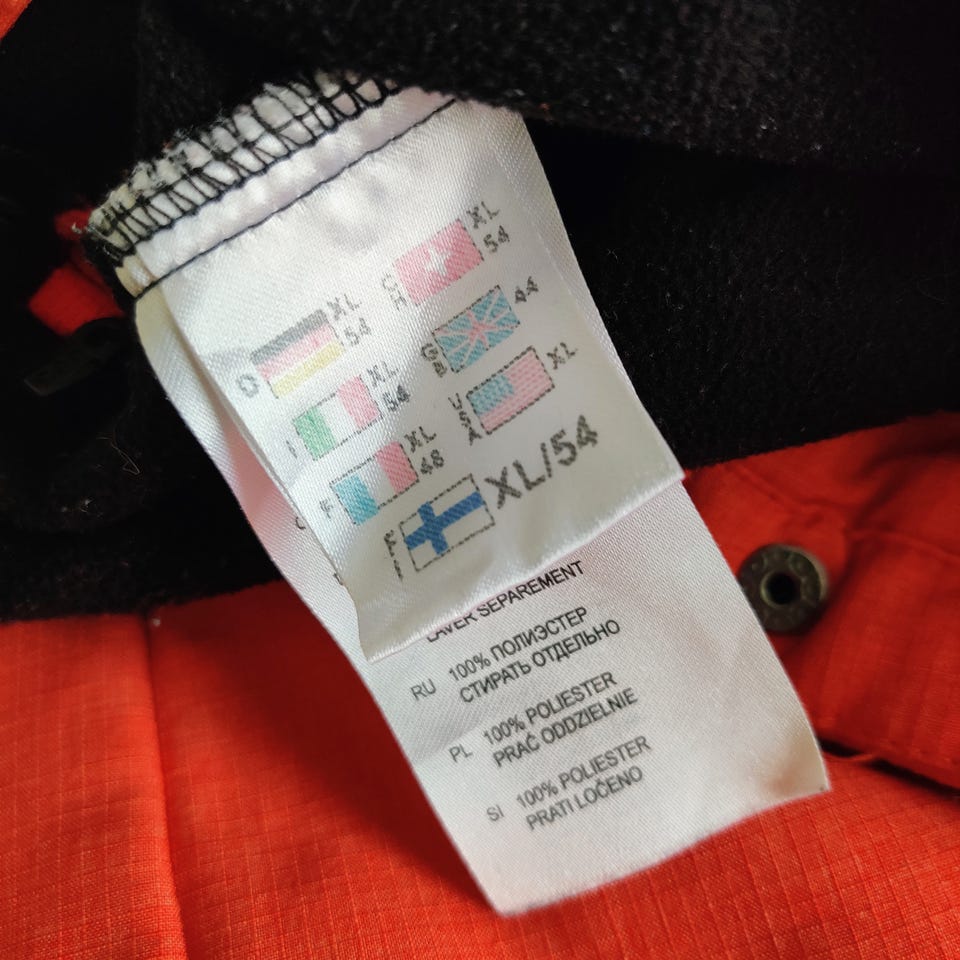 D XL 54
I XL 54
F XL 48
CH XL 54
GB 44
USA XL
FI XL/54
LAVER SEPAREMENT
RU 100% ПОЛИЭСТЕР
СТИРАТЬ ОТДЕЛЬНО
PL 100% POLIESTER
PRAČ ODDZIELNIE
SI 100% POLIESTER
PRATI LOČENO